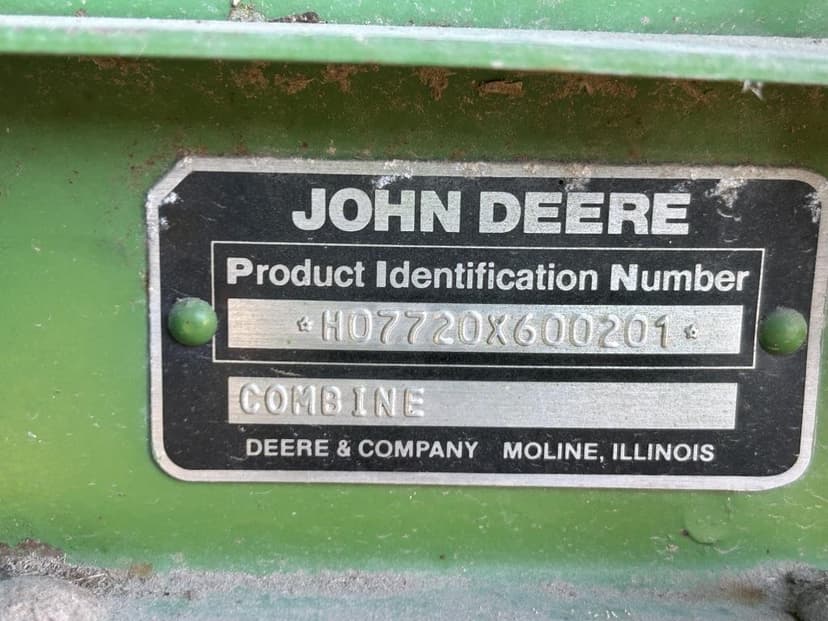 JOHN DEERE
Product Identification Number
*H07720X600201*
COMBINE
DEERE & COMPANY MOLINE, ILLINOIS